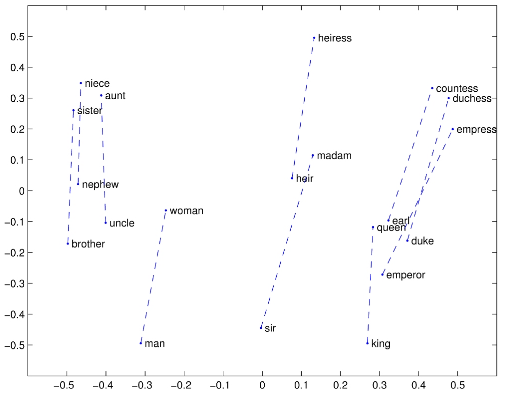 0.5
0.4
0.3
0.2
0.1
0
−0.1
−0.2
−0.3
−0.4
−0.5
heiress
niece
aunt
sister
countess
duchess
empress
madam
nephew
heir
woman
uncle
earl
queen
brother
duke
emperor
sir
man
king
−0.5 −0.4 −0.3 −0.2 −0.1 0 0.1 0.2 0.3 0.4 0.5